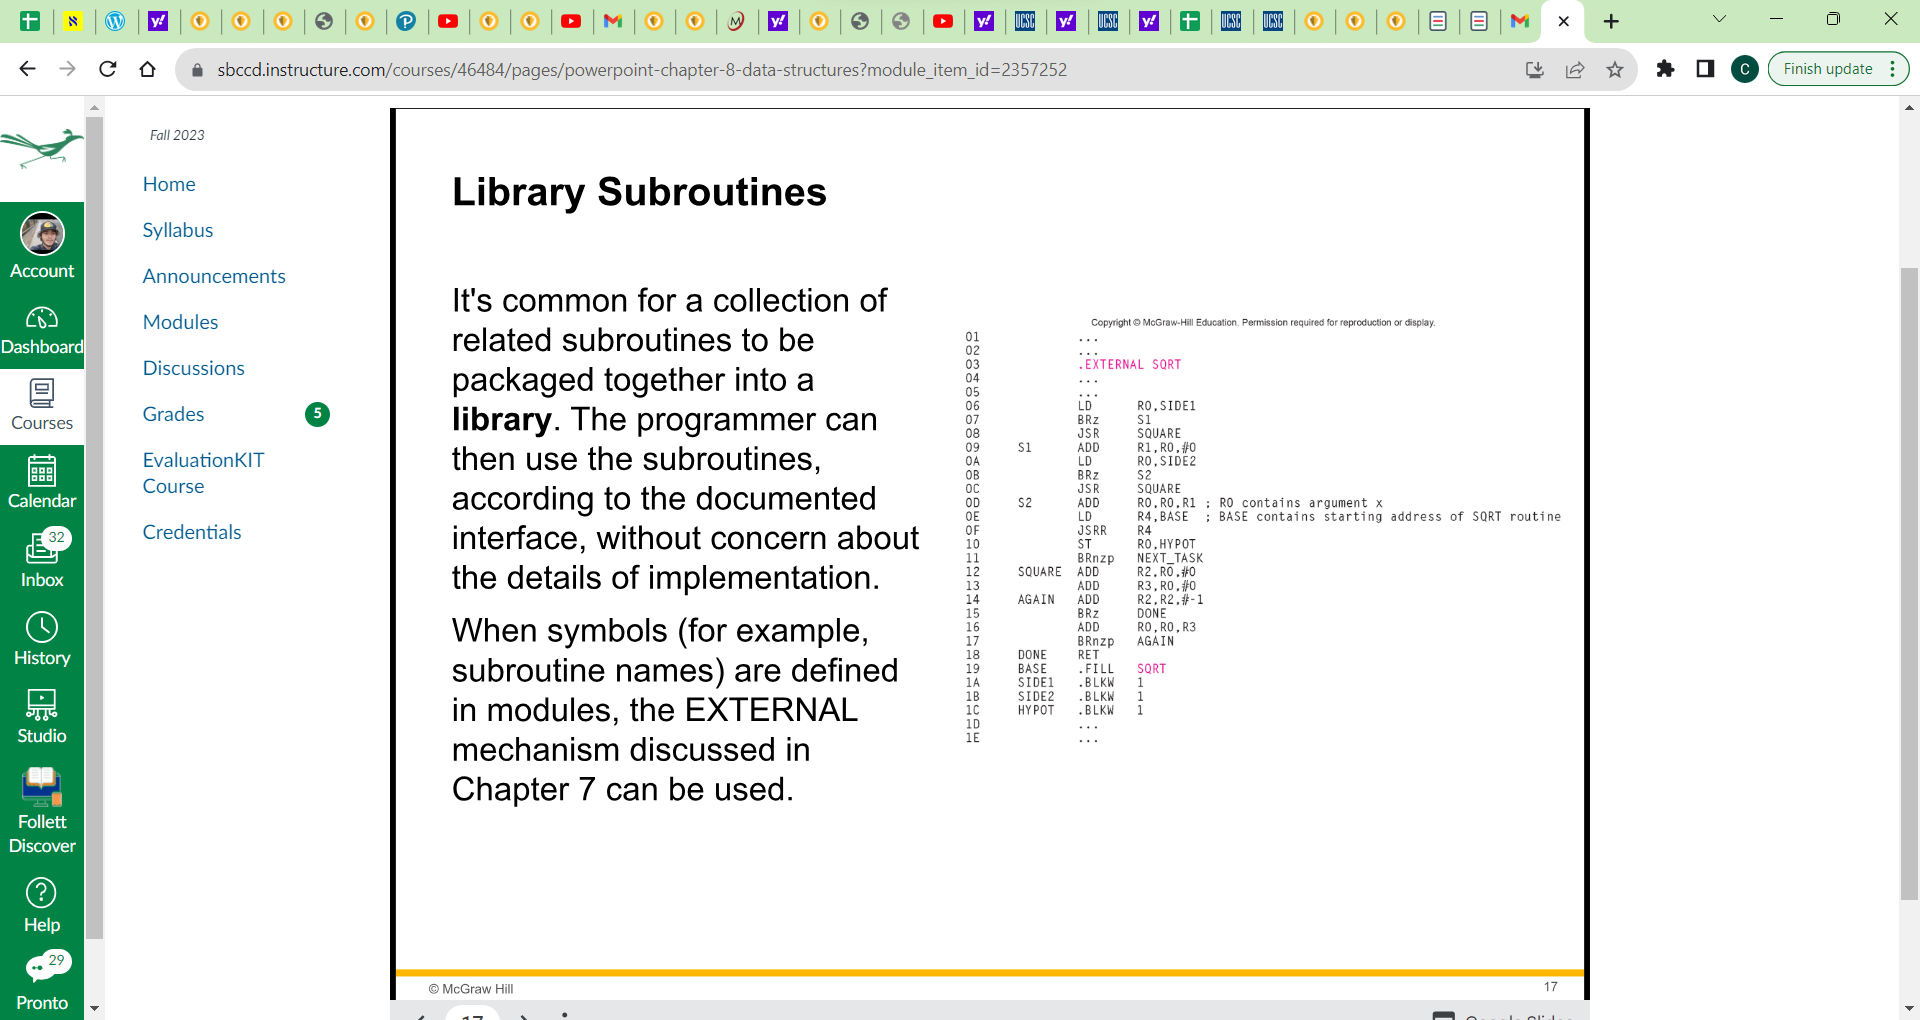 sbccd.instructure.com/courses/46484/pages/powerpoint-chapter-8-data-structures?module_item_id=2357252
C
Finish update
Account
Dashboard
Courses
Calendar
32
Inbox
History
Studio
Follett
Discover
Help
29
Pronto
Fall 2023
Home
Syllabus
Announcements
Modules
Discussions
Grades 5
EvaluationKIT
Course
Credentials
Library Subroutines
It's common for a collection of
related subroutines to be
packaged together into a
library. The programmer can
then use the subroutines,
according to the documented
interface, without concern about
the details of implementation.
When symbols (for example,
subroutine names) are defined
in modules, the EXTERNAL
mechanism discussed in
Chapter 7 can be used.
Copyright © McGraw-Hill Education. Permission required for reproduction or display.
01 ...
02 ...
03 .EXTERNAL SQRT
04 ...
05 ...
06 LD R0,SIDE1
07 BRz S1
08 JSR SQUARE
09 S1 ADD R1,R0,#0
0A LD R0,SIDE2
0B BRz S2
0C JSR SQUARE
0D S2 ADD R0,R0,R1 ; R0 contains argument x
0E LD R4,BASE ; BASE contains starting address of SQRT routine
0F JSRR R4
10 ST R0,HYPOT
11 BRnzp NEXT_TASK
12 SQUARE ADD R2,R0,#0
13 ADD R3,R0,#0
14 AGAIN ADD R2,R2,#-1
15 BRz DONE
16 ADD R0,R0,R3
17 BRnzp AGAIN
18 DONE RET
19 BASE .FILL SQRT
1A SIDE1 .BLKW 1
1B SIDE2 .BLKW 1
1C HYPOT .BLKW 1
1D ...
1E ...
© McGraw Hill
17